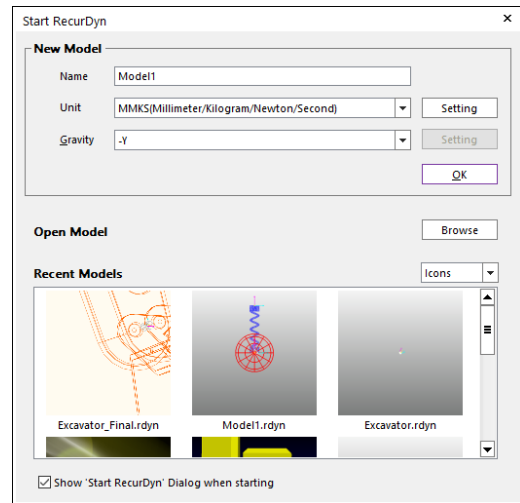 Start RecurDyn
New Model
Name Model1
Unit MMKS(Millimeter/Kilogram/Newton/Second) Setting
Gravity -Y Setting
OK
Open Model Browse
Recent Models Icons
Excavator_Final.rdyn Model1.rdyn Excavator.rdyn
Show 'Start RecurDyn' Dialog when starting